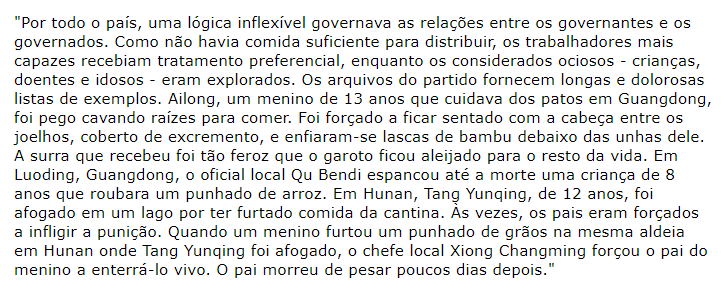 "Por todo o país, uma lógica inflexível governava as relações entre os governantes e os
governados. Como não havia comida suficiente para distribuir, os trabalhadores mais
capazes recebiam tratamento preferencial, enquanto os considerados ociosos - crianças,
doentes e idosos - eram explorados. Os arquivos do partido fornecem longas e dolorosas
listas de exemplos. Ailong, um menino de 13 anos que cuidava dos patos em Guangdong,
foi pego cavando raízes para comer. Foi forçado a ficar sentado com a cabeça entre os
joelhos, coberto de excremento, e enfiaram-se lascas de bambu debaixo das unhas dele.
A surra que recebeu foi tão feroz que o garoto ficou aleijado para o resto da vida. Em
Luoding, Guangdong, o oficial local Qu Bendi espancou até a morte uma criança de 8
anos que roubara um punhado de arroz. Em Hunan, Tang Yunqing, de 12 anos, foi
afogado em um lago por ter furtado comida da cantina. Às vezes, os pais eram forçados
a infligir a punição. Quando um menino furtou um punhado de grãos na mesma aldeia
em Hunan onde Tang Yunqing foi afogado, o chefe local Xiong Changming forçou o pai do
menino a enterrá-lo vivo. O pai morreu de pesar poucos dias depois."